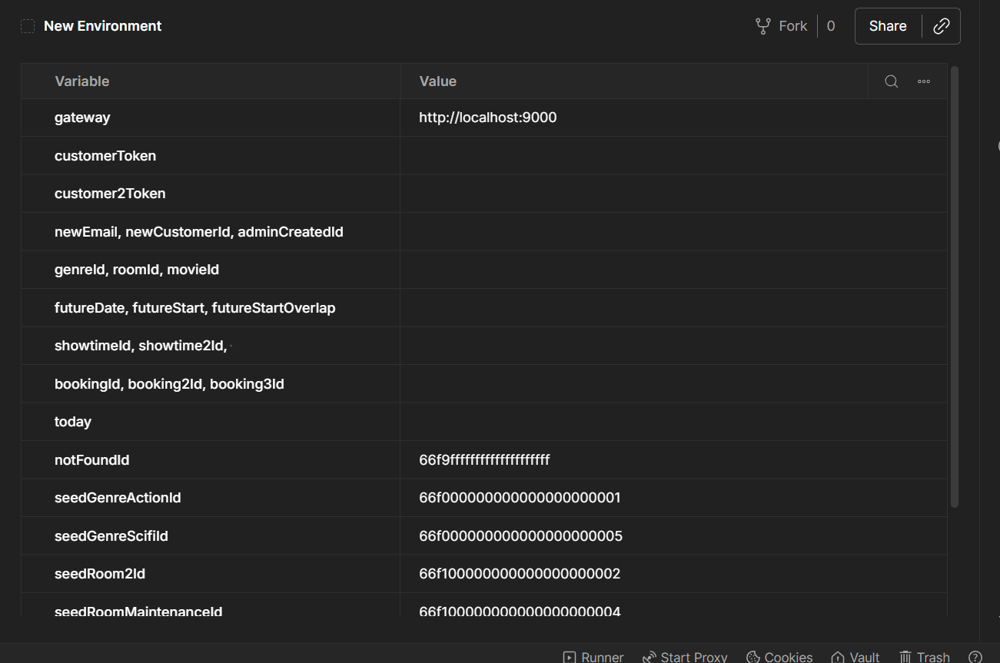 New Environment
Fork 0 Share
Variable Value
gateway http://localhost:9000
customerToken
customer2Token
newEmail, newCustomerId, adminCreatedId
genreId, roomId, movieId
futureDate, futureStart, futureStartOverlap
showtimeId, showtime2Id,
bookingId, booking2Id, booking3Id
today
notFoundId 66f9ffffffffffffffffffff
seedGenreActionId 66f000000000000000000001
seedGenreScifiId 66f000000000000000000005
seedRoom2Id 66f100000000000000000002
seedRoomMaintenanceId 66f100000000000000000004
Runner Start Proxy Cookies Vault Trash